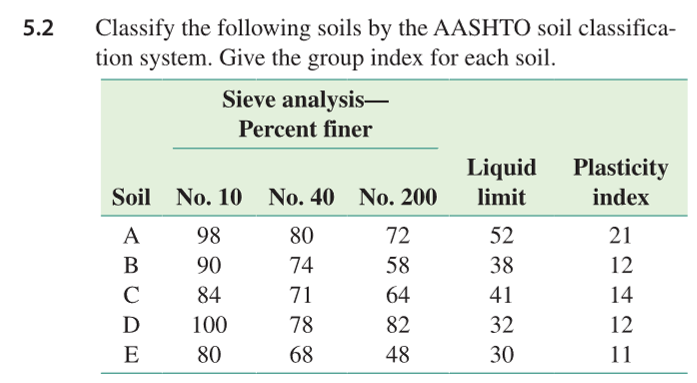 5.2 Classify the following soils by the AASHTO soil classifica-
tion system. Give the group index for each soil.
Sieve analysis—
Percent finer
Liquid Plasticity
Soil No. 10 No. 40 No. 200 limit index
A 98 80 72 52 21
B 90 74 58 38 12
C 84 71 64 41 14
D 100 78 82 32 12
E 80 68 48 30 11